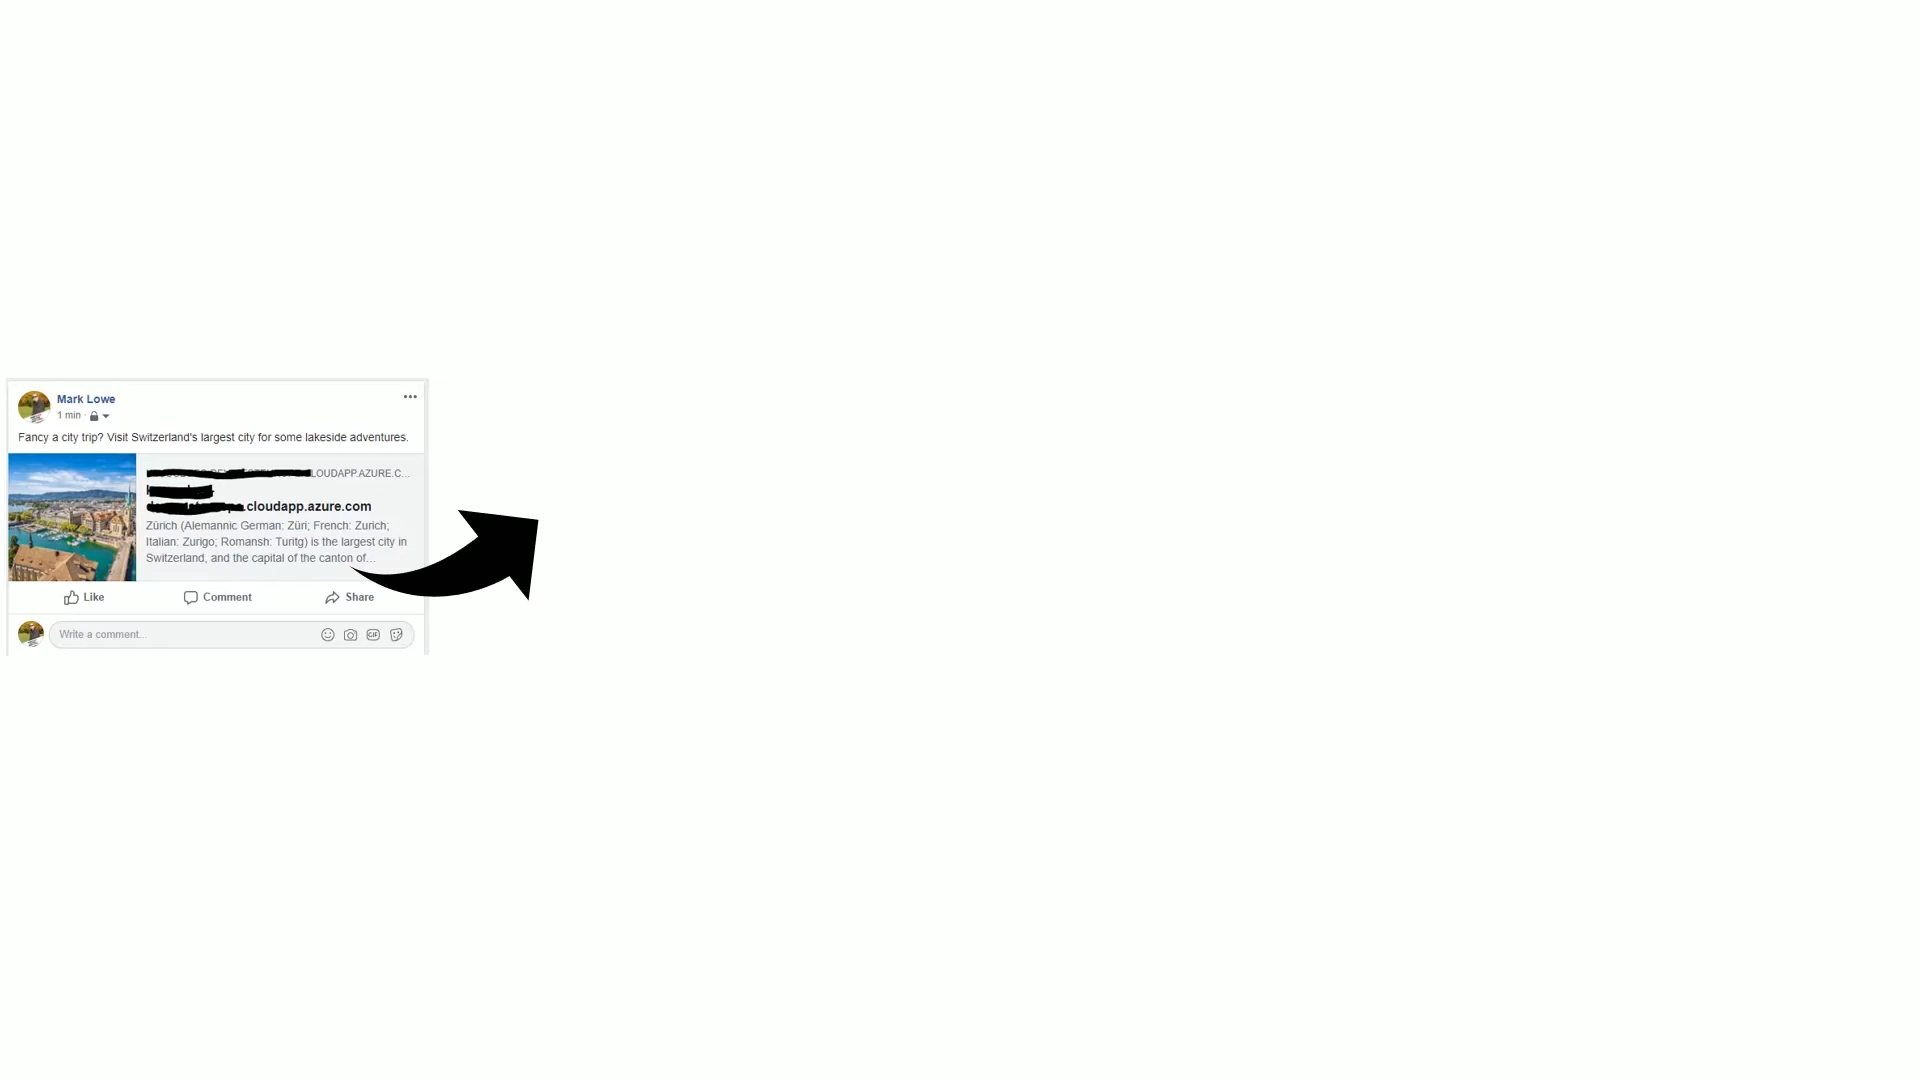 Mark Lowe
1 min ·
Fancy a city trip? Visit Switzerland's largest city for some lakeside adventures.
LOUDAPP.AZURE.C...
.cloudapp.azure.com
Zürich (Alemannic German: Züri; French: Zurich;
Italian: Zurigo; Romansh: Turitg) is the largest city in
Switzerland, and the capital of the canton of...
Like Comment Share
Write a comment...
GIF